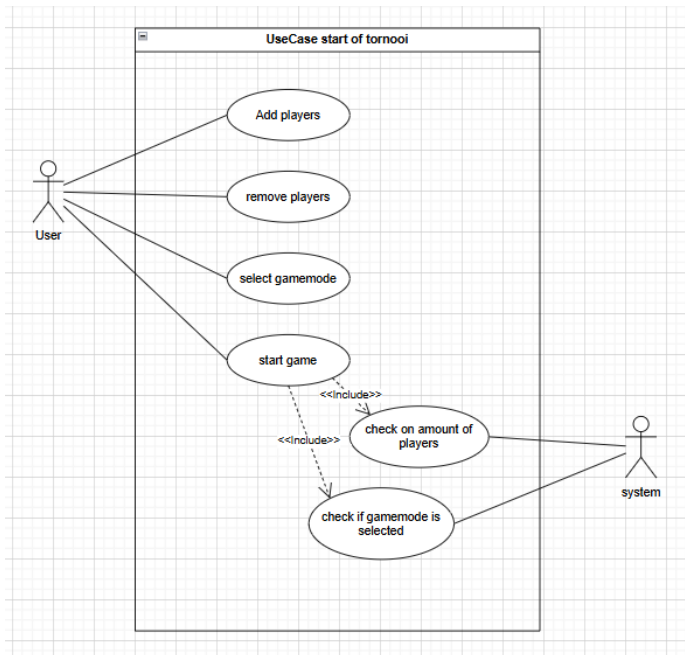 UseCase start of tornooi
Add players
remove players
User
select gamemode
start game
<<Include>>
check on amount of
players
<<Include>>
system
check if gamemode is
selected